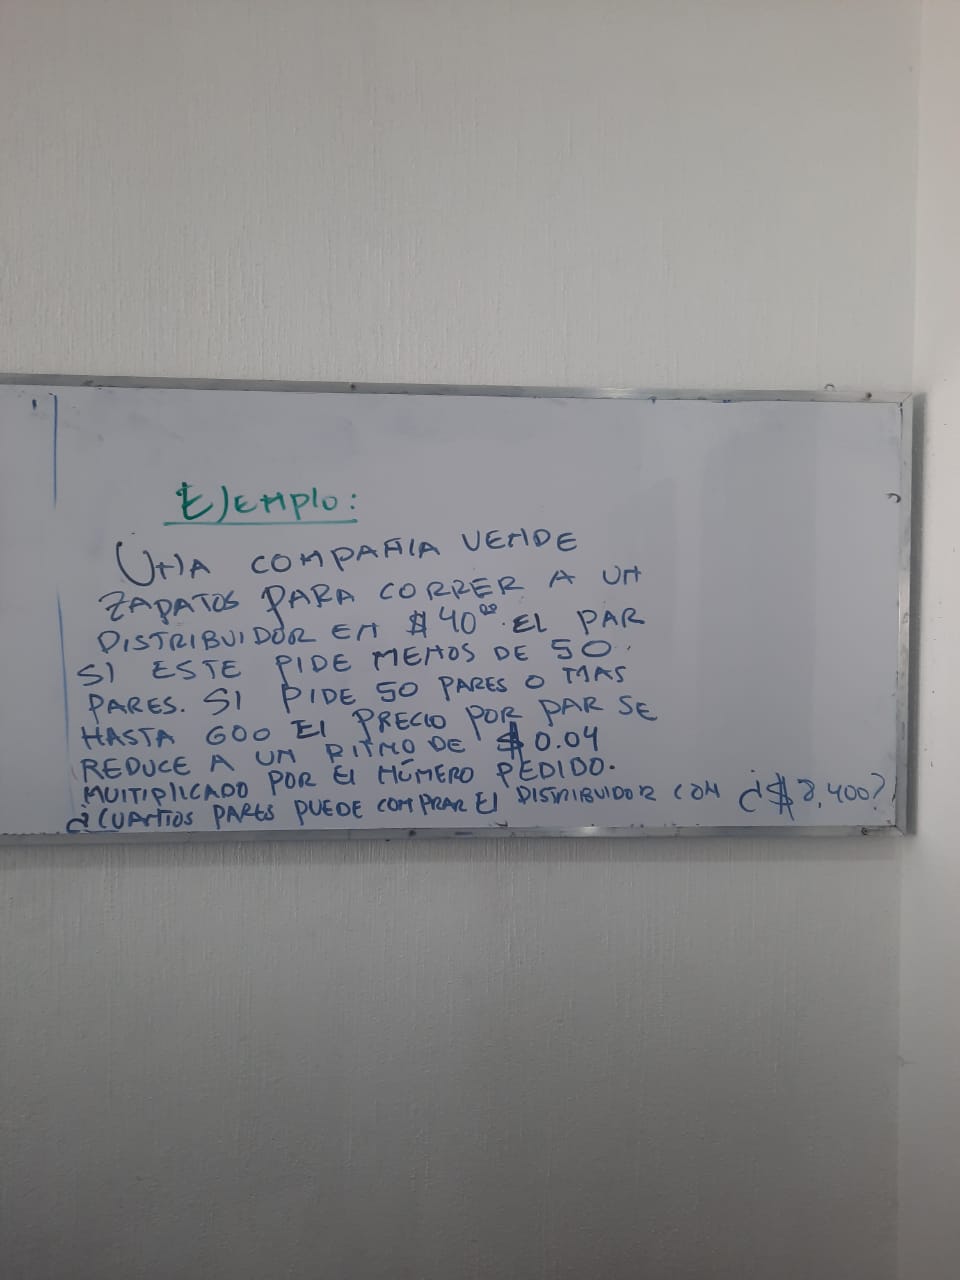 Ejemplo:
UNA COMPAÑIA VENDE
ZAPATOS PARA CORRER A UN
DISTRIBUIDOR EN $40⁰⁰. EL PAR
SI ESTE PIDE MENOS DE 50
PARES. SI PIDE 50 PARES O MAS
HASTA 600 El PRECIO POR PAR SE
REDUCE A UN RITMO DE $0.04
MUltiPlICADO POR El NÚMERO PEDIDO.
¿CUANTOS PARES PUEDE COMPRAR El DISTRIBUIDOR CON ¿$8,400?